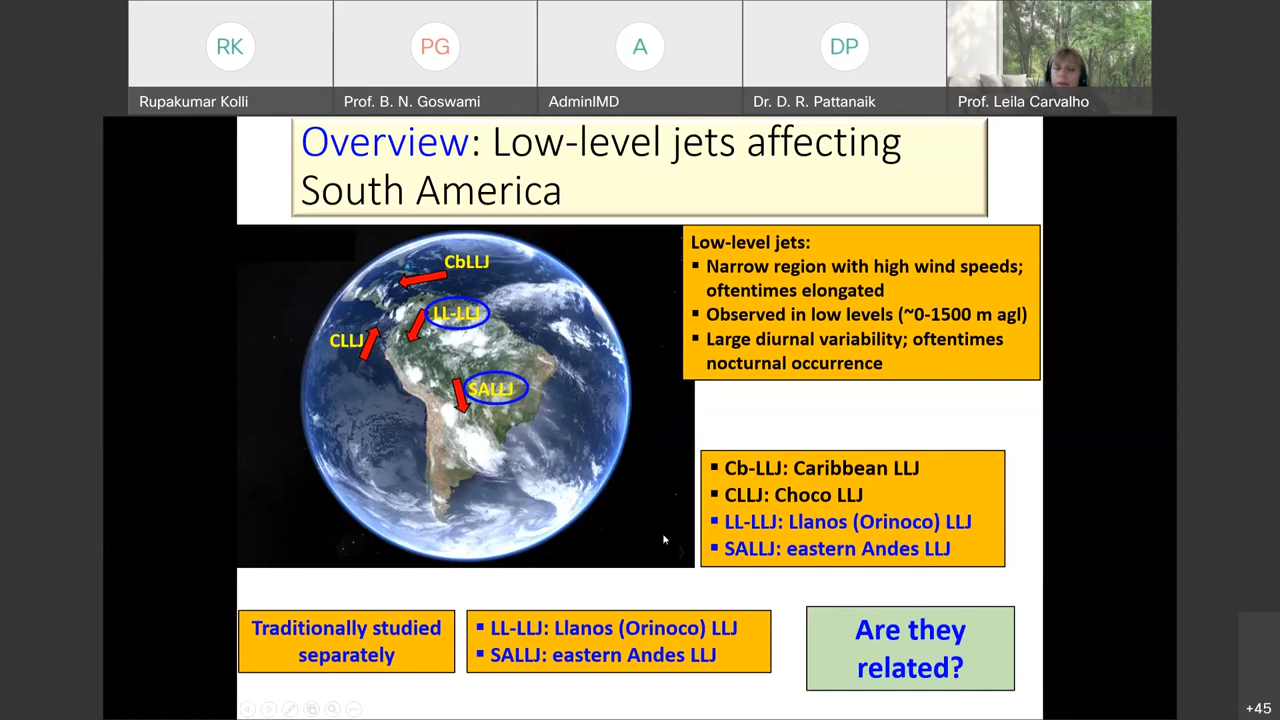 RK
PG
A
DP
Rupakumar Kolli
Prof. B. N. Goswami
AdminIMD
Dr. D. R. Pattanaik
Prof. Leila Carvalho
Overview: Low-level jets affecting
South America
CbLLJ
LL-LLJ
CLLJ
SALLJ
Low-level jets:
▪ Narrow region with high wind speeds;
oftentimes elongated
▪ Observed in low levels (~0-1500 m agl)
▪ Large diurnal variability; oftentimes
nocturnal occurrence
▪ Cb-LLJ: Caribbean LLJ
▪ CLLJ: Choco LLJ
▪ LL-LLJ: Llanos (Orinoco) LLJ
▪ SALLJ: eastern Andes LLJ
Traditionally studied
separately
▪ LL-LLJ: Llanos (Orinoco) LLJ
▪ SALLJ: eastern Andes LLJ
Are they
related?
+45